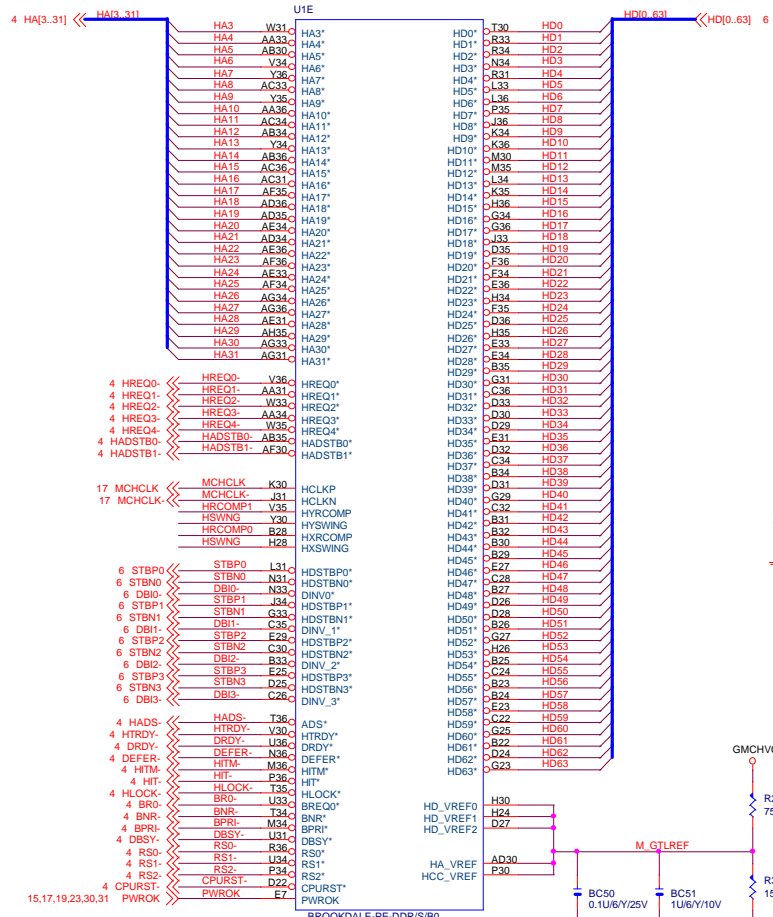 U1E
4 HA[3..31]
HA[3..31]
HD[0..63]
HD[0..63] 6
HA3 W31 HA3*
HA4 AA33 HA4*
HA5 AB30 HA5*
HA6 V34 HA6*
HA7 Y36 HA7*
HA8 AC33 HA8*
HA9 Y35 HA9*
HA10 AA36 HA10*
HA11 AC34 HA11*
HA12 AB34 HA12*
HA13 Y34 HA13*
HA14 AB36 HA14*
HA15 AC36 HA15*
HA16 AC31 HA16*
HA17 AF35 HA17*
HA18 AD36 HA18*
HA19 AD35 HA19*
HA20 AE34 HA20*
HA21 AD34 HA21*
HA22 AE36 HA22*
HA23 AF36 HA23*
HA24 AE33 HA24*
HA25 AF34 HA25*
HA26 AG34 HA26*
HA27 AG36 HA27*
HA28 AE31 HA28*
HA29 AH35 HA29*
HA30 AG33 HA30*
HA31 AG31 HA31*
4 HREQ0- HREQ0- V36 HREQ0*
4 HREQ1- HREQ1- AA31 HREQ1*
4 HREQ2- HREQ2- W33 HREQ2*
4 HREQ3- HREQ3- AA34 HREQ3*
4 HREQ4- HREQ4- W35 HREQ4*
4 HADSTB0- HADSTB0- AB35 HADSTB0*
4 HADSTB1- HADSTB1- AF30 HADSTB1*
17 MCHCLK MCHCLK K30 HCLKP
17 MCHCLK- MCHCLK- J31 HCLKN
HRCOMP1 V35 HYRCOMP
HSWNG Y30 HYSWING
HRCOMP0 B28 HXRCOMP
HSWNG H28 HXSWING
6 STBP0 STBP0 L31 HDSTBP0*
6 STBN0 STBN0 N31 HDSTBN0*
6 DBI0- DBI0- N33 DINV0*
6 STBP1 STBP1 J34 HDSTBP1*
6 STBN1 STBN1 G33 HDSTBN1*
6 DBI1- DBI1- C35 DINV_1*
6 STBP2 STBP2 E29 HDSTBP2*
6 STBN2 STBN2 C30 HDSTBN2*
6 DBI2- DBI2- B33 DINV_2*
6 STBP3 STBP3 E25 HDSTBP3*
6 STBN3 STBN3 D25 HDSTBN3*
6 DBI3- DBI3- C26 DINV_3*
4 HADS- HADS- T36 ADS*
4 HTRDY- HTRDY- V30 HTRDY*
4 DRDY- DRDY- U36 DRDY*
4 DEFER- DEFER- N36 DEFER*
4 HITM- HITM- M36 HITM*
4 HIT- HIT- P36 HIT*
4 HLOCK- HLOCK- T35 HLOCK*
4 BR0- BR0- U33 BREQ0*
4 BNR- BNR- T34 BNR*
4 BPRI- BPRI- M34 BPRI*
4 DBSY- DBSY- U31 DBSY*
4 RS0- RS0- R36 RS0*
4 RS1- RS1- U34 RS1*
4 RS2- RS2- P34 RS2*
4 CPURST- CPURST- D22 CPURST*
15,17,19,23,30,31 PWROK PWROK E7 PWROK
HD0* T30 HD0
HD1* R33 HD1
HD2* R34 HD2
HD3* N34 HD3
HD4* R31 HD4
HD5* L33 HD5
HD6* L36 HD6
HD7* P35 HD7
HD8* J36 HD8
HD9* K34 HD9
HD10* K36 HD10
HD11* M30 HD11
HD12* M35 HD12
HD13* L34 HD13
HD14* K35 HD14
HD15* H36 HD15
HD16* G34 HD16
HD17* G36 HD17
HD18* J33 HD18
HD19* D35 HD19
HD20* F36 HD20
HD21* F34 HD21
HD22* E36 HD22
HD23* H34 HD23
HD24* F35 HD24
HD25* D36 HD25
HD26* H35 HD26
HD27* E33 HD27
HD28* E34 HD28
HD29* B35 HD29
HD30* G31 HD30
HD31* C36 HD31
HD32* D33 HD32
HD33* D30 HD33
HD34* D29 HD34
HD35* E31 HD35
HD36* D32 HD36
HD37* C34 HD37
HD38* B34 HD38
HD39* D31 HD39
HD40* G29 HD40
HD41* C32 HD41
HD42* B31 HD42
HD43* B32 HD43
HD44* B30 HD44
HD45* B29 HD45
HD46* E27 HD46
HD47* C28 HD47
HD48* B27 HD48
HD49* D26 HD49
HD50* D28 HD50
HD51* B26 HD51
HD52* G27 HD52
HD53* H26 HD53
HD54* B25 HD54
HD55* C24 HD55
HD56* B23 HD56
HD57* B24 HD57
HD58* E23 HD58
HD59* C22 HD59
HD60* G25 HD60
HD61* B22 HD61
HD62* D24 HD62
HD63* G23 HD63
HD_VREF0 H30
HD_VREF1 H24
HD_VREF2 D27
HA_VREF AD30
HCC_VREF P30
M_GTLREF
BC50
0.1U/6/Y/25V
BC51
1U/6/Y/10V